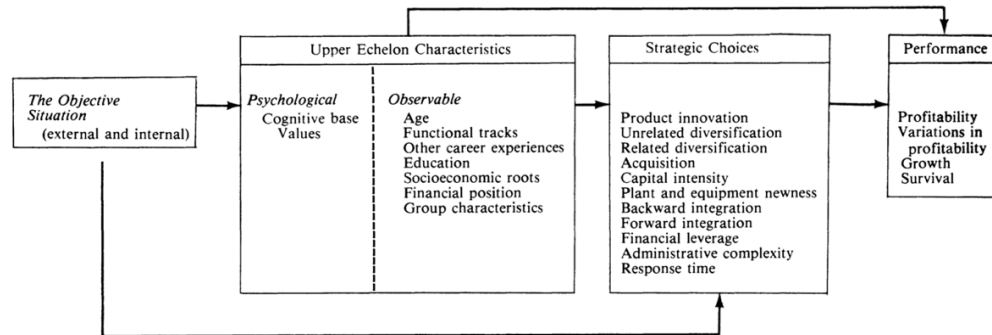 Upper Echelon Characteristics
Strategic Choices
Performance
The Objective
Situation
(external and internal)
Psychological
Cognitive base
Values
Observable
Age
Functional tracks
Other career experiences
Education
Socioeconomic roots
Financial position
Group characteristics
Product innovation
Unrelated diversification
Related diversification
Acquisition
Capital intensity
Plant and equipment newness
Backward integration
Forward integration
Financial leverage
Administrative complexity
Response time
Profitability
Variations in
profitability
Growth
Survival